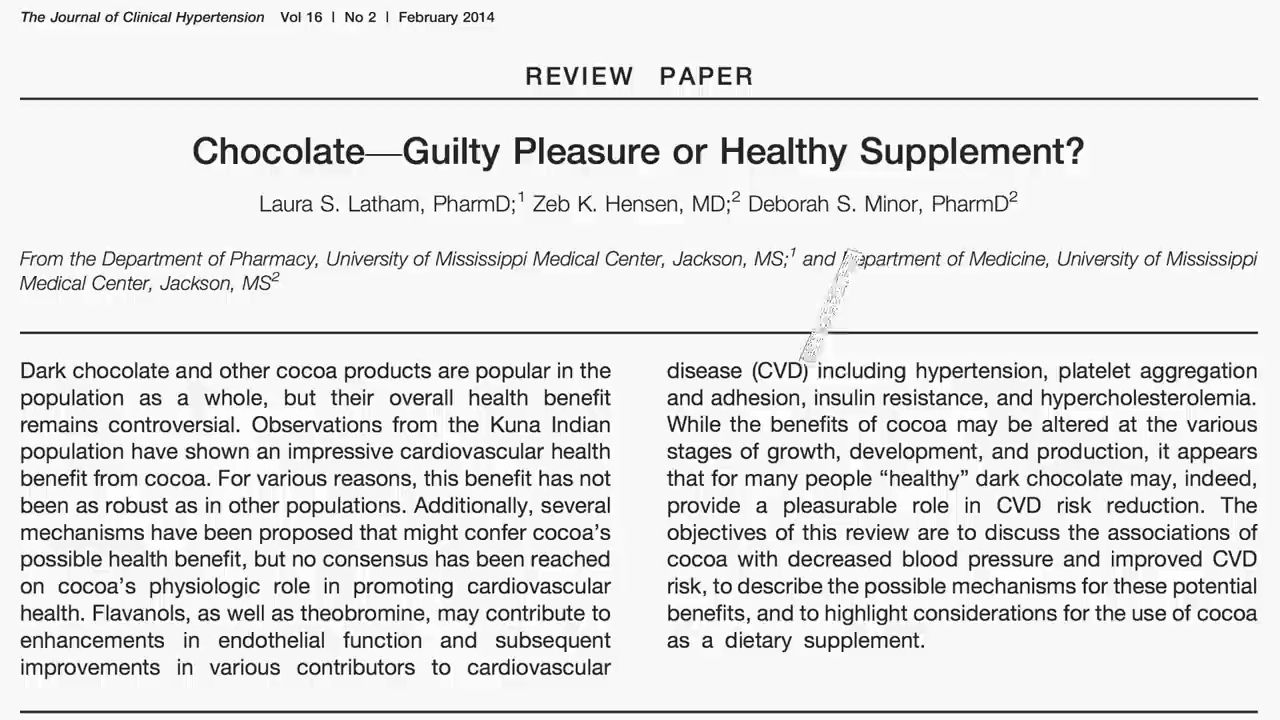 The Journal of Clinical Hypertension Vol 16 | No 2 | February 2014
REVIEW PAPER
Chocolate—Guilty Pleasure or Healthy Supplement?
Laura S. Latham, PharmD;1 Zeb K. Hensen, MD;2 Deborah S. Minor, PharmD2
From the Department of Pharmacy, University of Mississippi Medical Center, Jackson, MS;1 and Department of Medicine, University of Mississippi
Medical Center, Jackson, MS2
Dark chocolate and other cocoa products are popular in the
population as a whole, but their overall health benefit
remains controversial. Observations from the Kuna Indian
population have shown an impressive cardiovascular health
benefit from cocoa. For various reasons, this benefit has not
been as robust as in other populations. Additionally, several
mechanisms have been proposed that might confer cocoa's
possible health benefit, but no consensus has been reached
on cocoa's physiologic role in promoting cardiovascular
health. Flavanols, as well as theobromine, may contribute to
enhancements in endothelial function and subsequent
improvements in various contributors to cardiovascular
disease (CVD) including hypertension, platelet aggregation
and adhesion, insulin resistance, and hypercholesterolemia.
While the benefits of cocoa may be altered at the various
stages of growth, development, and production, it appears
that for many people “healthy” dark chocolate may, indeed,
provide a pleasurable role in CVD risk reduction. The
objectives of this review are to discuss the associations of
cocoa with decreased blood pressure and improved CVD
risk, to describe the possible mechanisms for these potential
benefits, and to highlight considerations for the use of cocoa
as a dietary supplement.